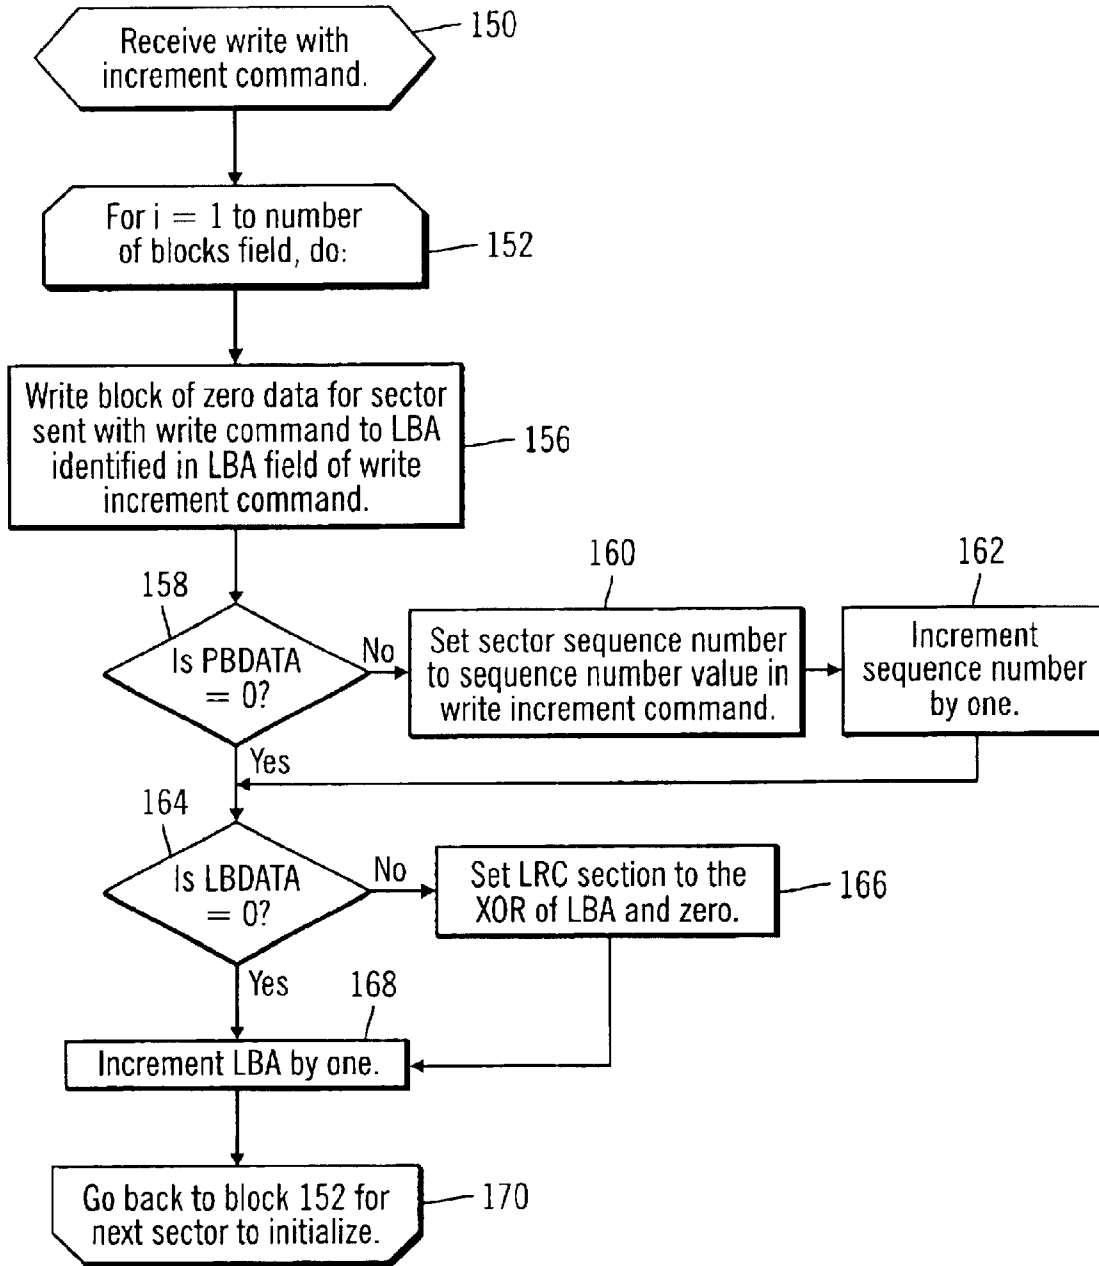 Receive write with
increment command.
150
For i = 1 to number
of blocks field, do:
152
Write block of zero data for sector
sent with write command to LBA
identified in LBA field of write
increment command.
156
158
Is PBDATA
= 0?
No
Yes
160
Set sector sequence number
to sequence number value in
write increment command.
162
Increment
sequence number
by one.
164
Is LBDATA
= 0?
No
Yes
Set LRC section to the
XOR of LBA and zero.
166
168
Increment LBA by one.
Go back to block 152 for
next sector to initialize.
170